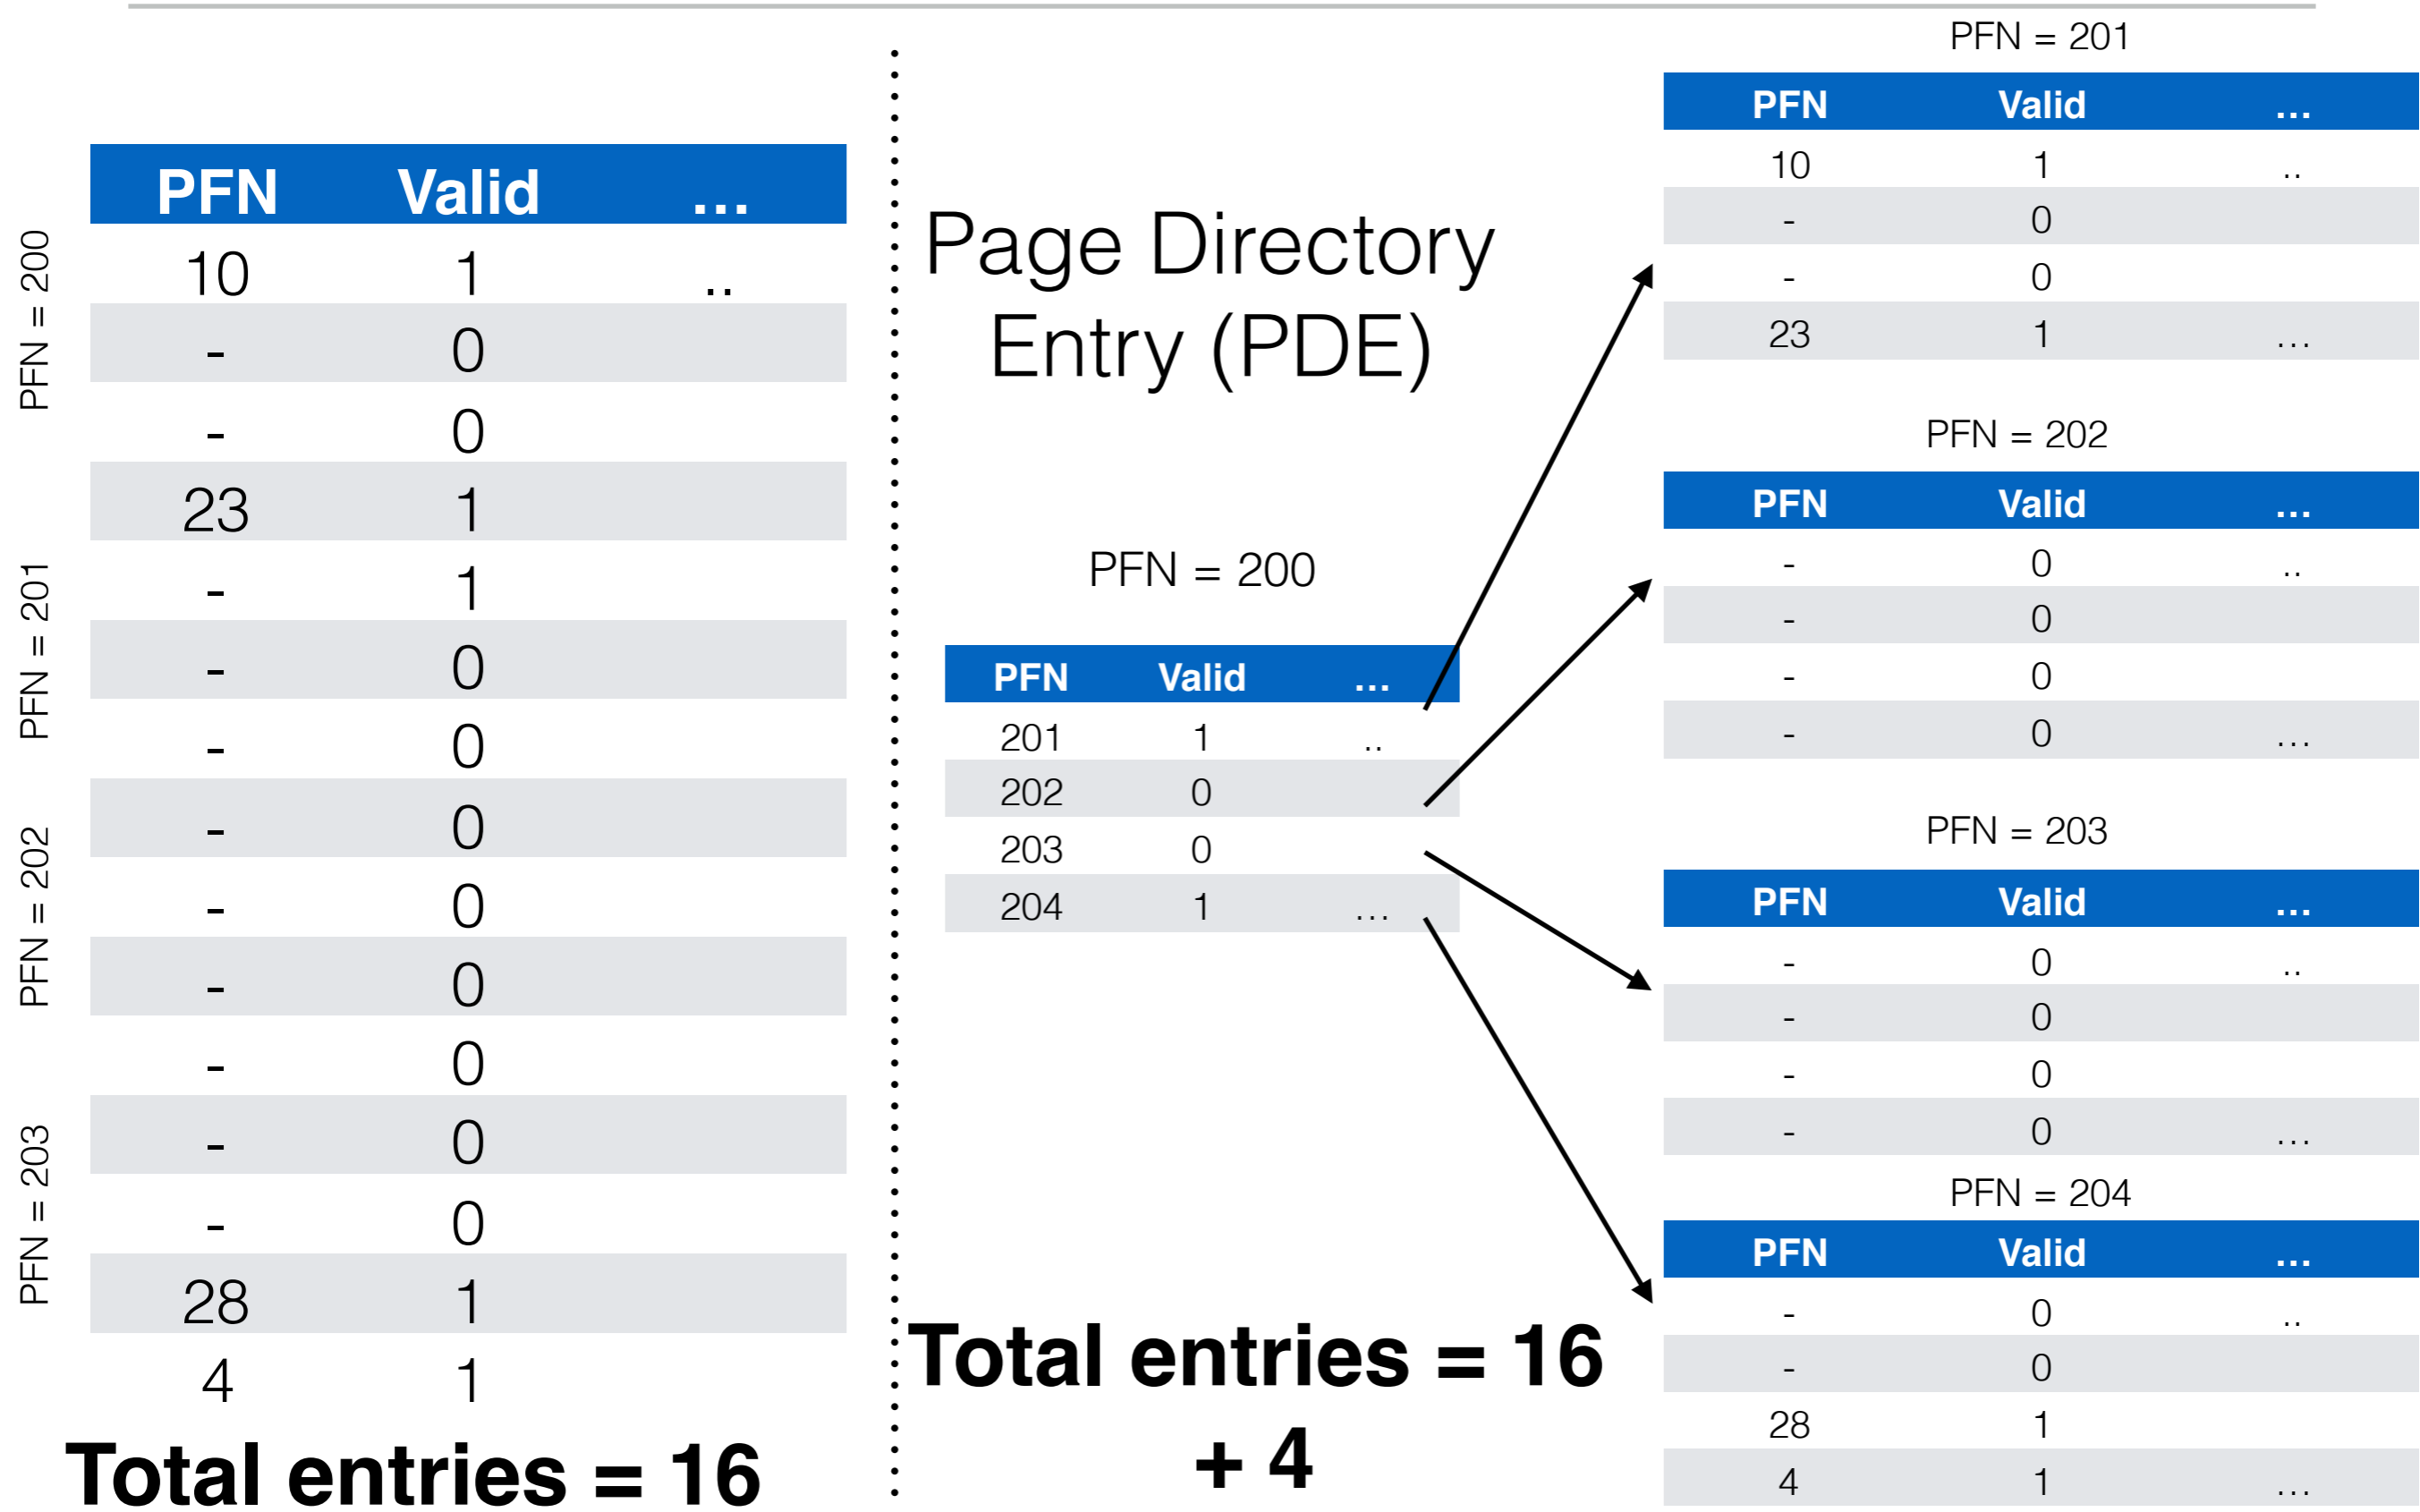 PFN Valid ...
PFN = 200
10 1 ..
- 0
- 0
23 1
PFN = 201
- 1
- 0
- 0
- 0
PFN = 202
- 0
- 0
- 0
- 0
PFN = 203
- 0
28 1
4 1
Total entries = 16
Page Directory
Entry (PDE)
PFN = 200
PFN Valid ...
201 1 ..
202 0
203 0
204 1 ...
Total entries = 16
+ 4
PFN = 201
PFN Valid ...
10 1 ..
- 0
- 0
23 1 ...
PFN = 202
PFN Valid ...
- 0 ..
- 0
- 0
- 0 ...
PFN = 203
PFN Valid ...
- 0 ..
- 0
- 0
- 0 ...
PFN = 204
PFN Valid ...
- 0 ..
- 0
28 1
4 1 ...